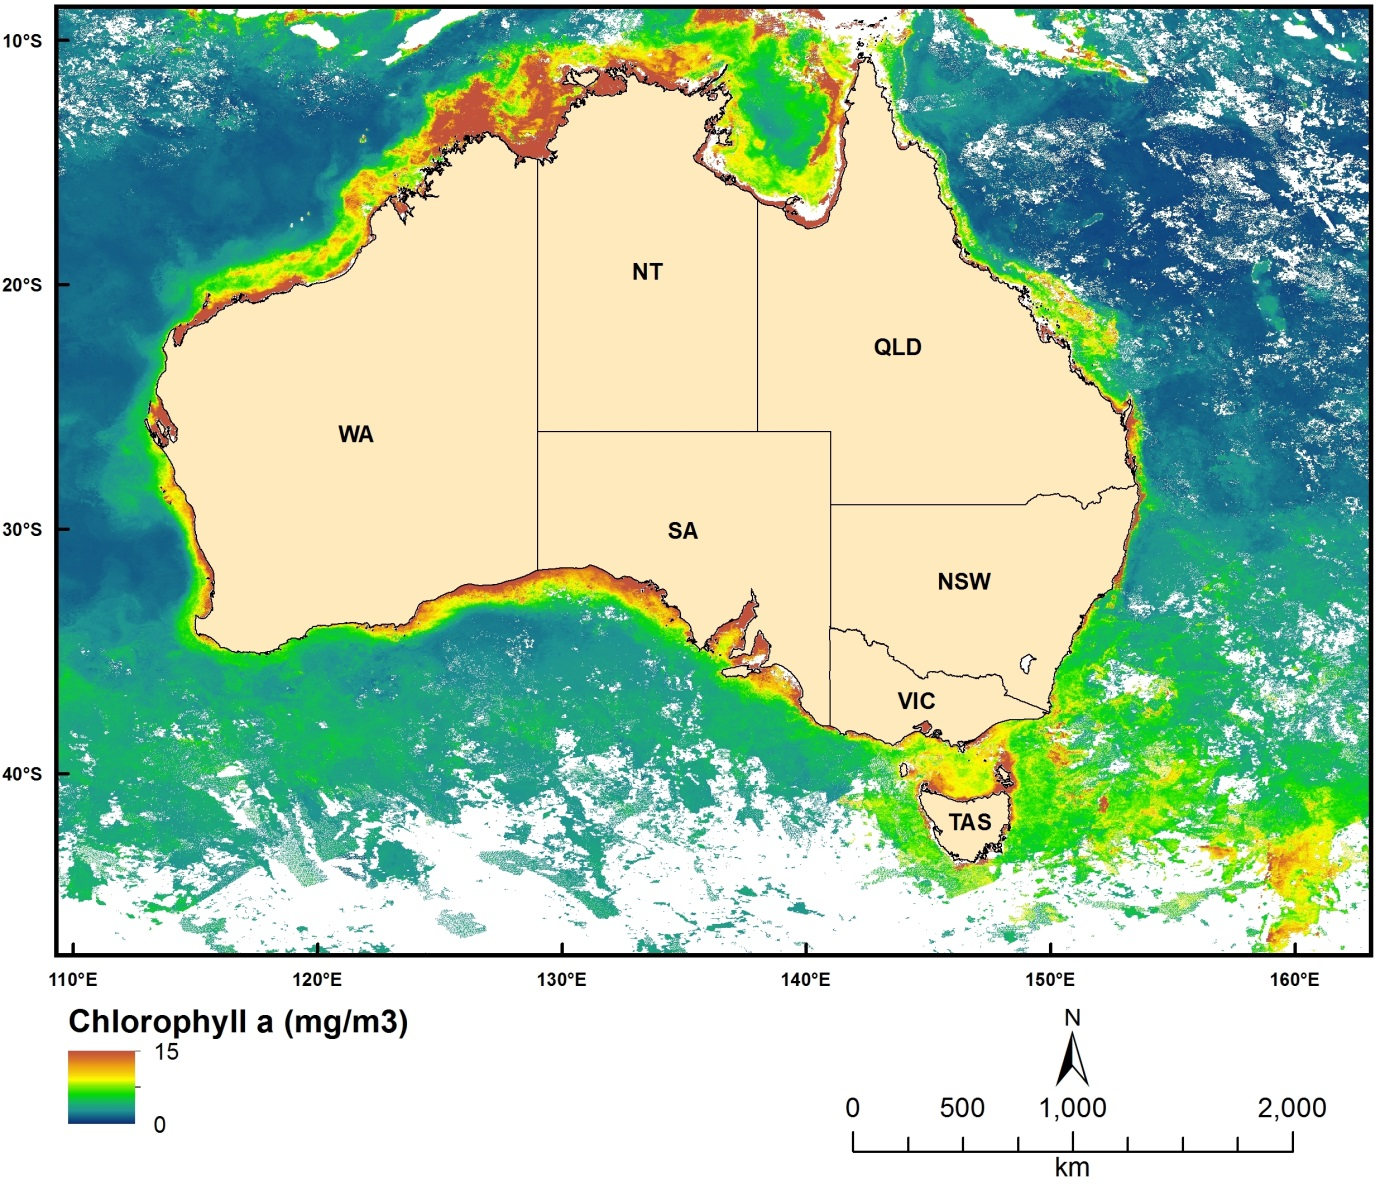 10°S
NT
20°S
QLD
WA
30°S
SA
NSW
VIC
40°S
TAS
110°E 120°E 130°E 140°E 150°E 160°E
Chlorophyll a (mg/m3)
15
0
N
0 500 1,000 2,000
km